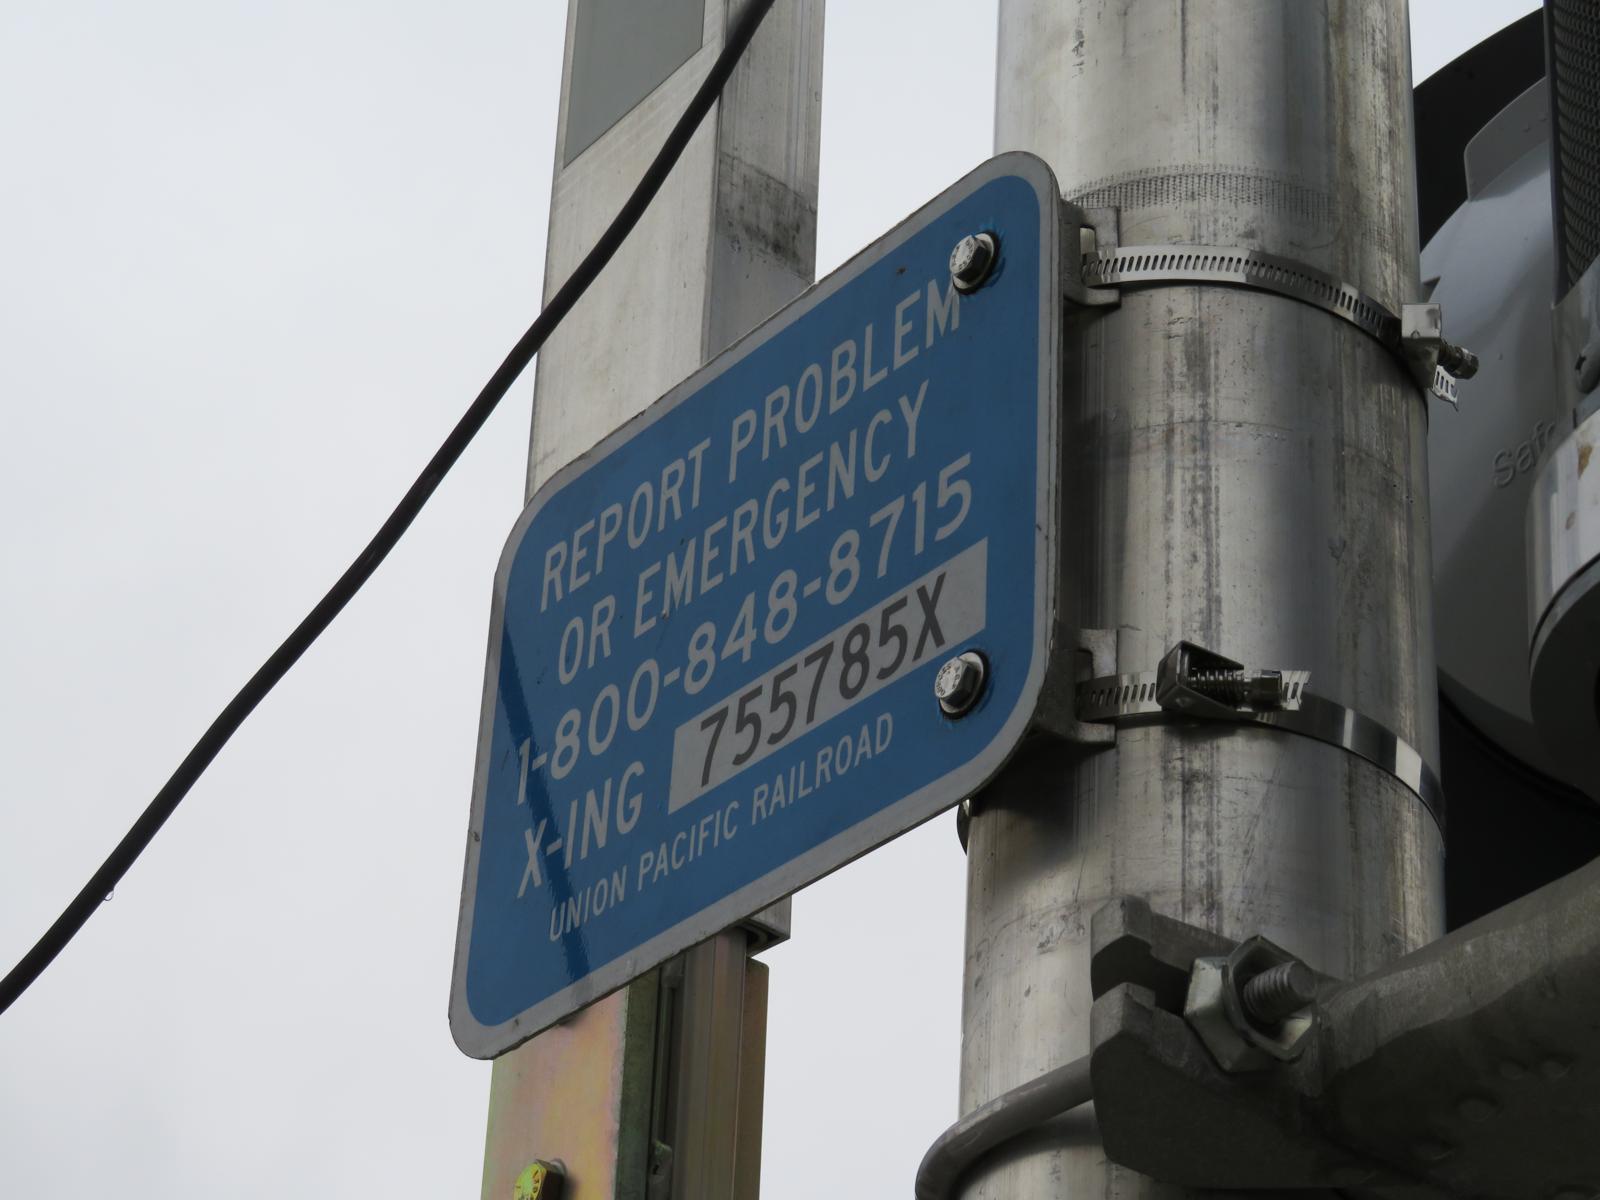 REPORT PROBLEM
OR EMERGENCY
1-800-848-8715
X-ING 755785X
UNION PACIFIC RAILROAD